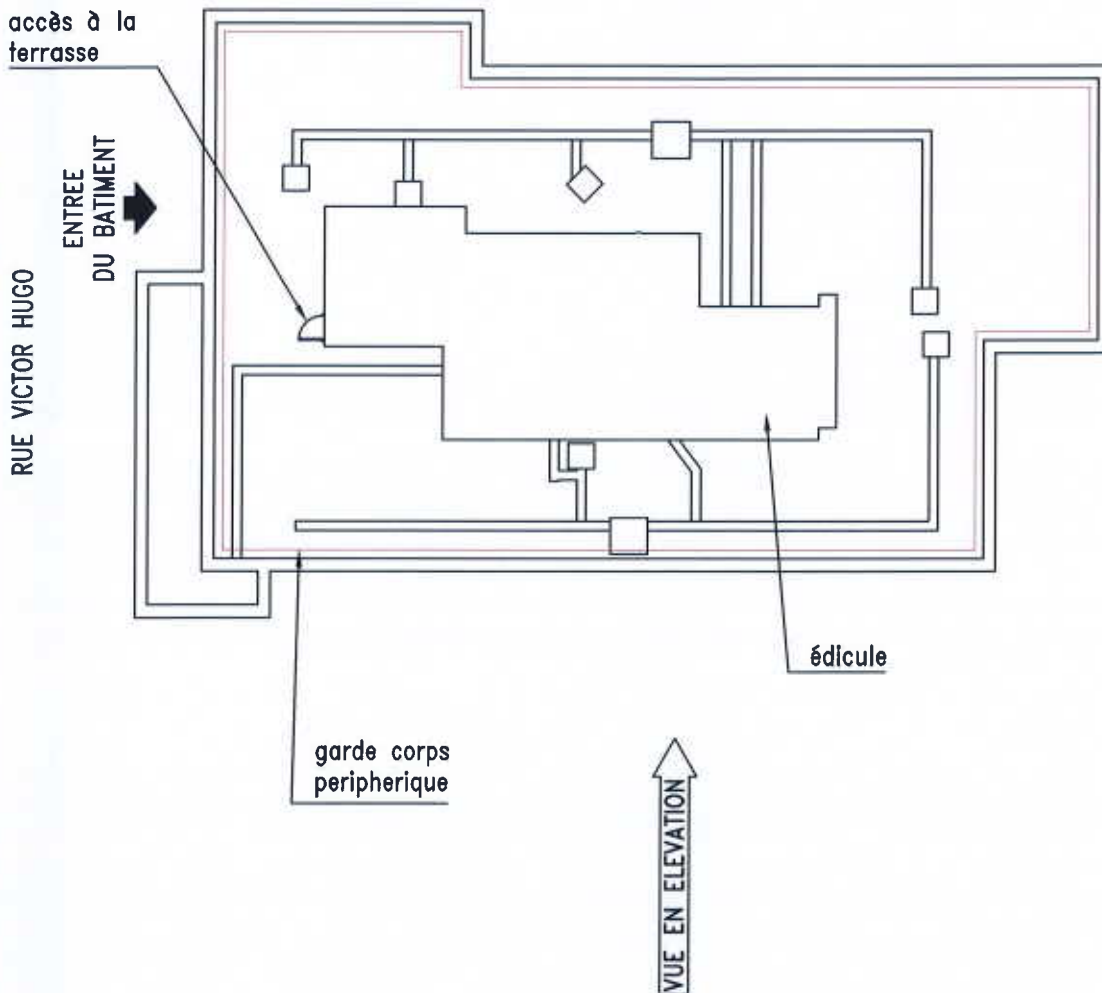 accès à la
terrasse
ENTREE
DU BATIMENT
RUE VICTOR HUGO
édicule
garde corps
peripherique
VUE EN ELEVATION